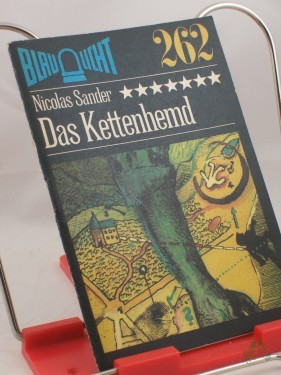 BLAULICHT
262
Nicolas Sander
Das Kettenhemd